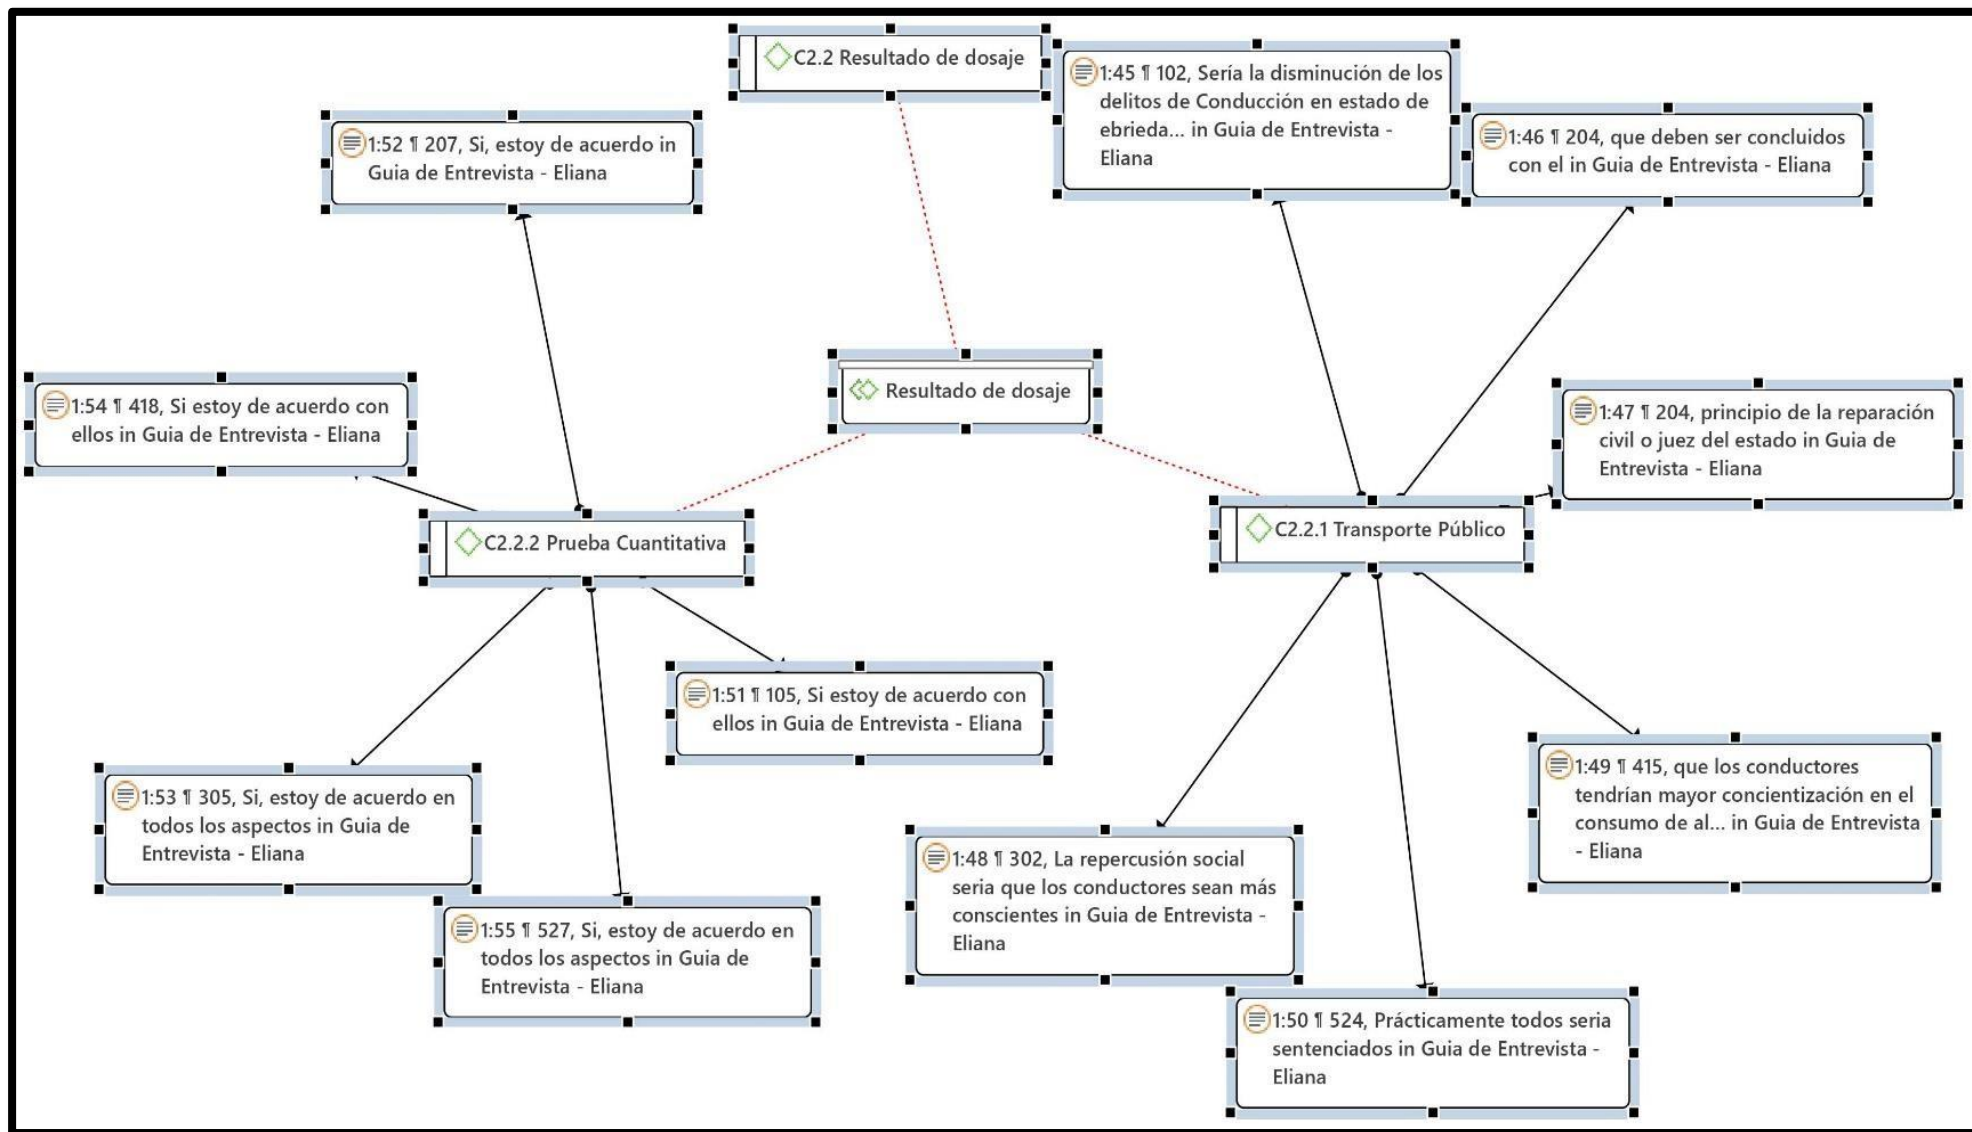 C2.2 Resultado de dosaje
1:45 ¶ 102, Sería la disminución de los
delitos de Conducción en estado de
ebrieda... in Guia de Entrevista -
Eliana
1:46 ¶ 204, que deben ser concluidos
con el in Guia de Entrevista - Eliana
1:52 ¶ 207, Si, estoy de acuerdo in
Guia de Entrevista - Eliana
Resultado de dosaje
1:54 ¶ 418, Si estoy de acuerdo con
ellos in Guia de Entrevista - Eliana
1:47 ¶ 204, principio de la reparación
civil o juez del estado in Guia de
Entrevista - Eliana
C2.2.2 Prueba Cuantitativa
C2.2.1 Transporte Público
1:51 ¶ 105, Si estoy de acuerdo con
ellos in Guia de Entrevista - Eliana
1:53 ¶ 305, Si, estoy de acuerdo en
todos los aspectos in Guia de
Entrevista - Eliana
1:49 ¶ 415, que los conductores
tendrían mayor concientización en el
consumo de al... in Guia de Entrevista
- Eliana
1:48 ¶ 302, La repercusión social
seria que los conductores sean más
conscientes in Guia de Entrevista -
Eliana
1:55 ¶ 527, Si, estoy de acuerdo en
todos los aspectos in Guia de
Entrevista - Eliana
1:50 ¶ 524, Prácticamente todos seria
sentenciados in Guia de Entrevista -
Eliana